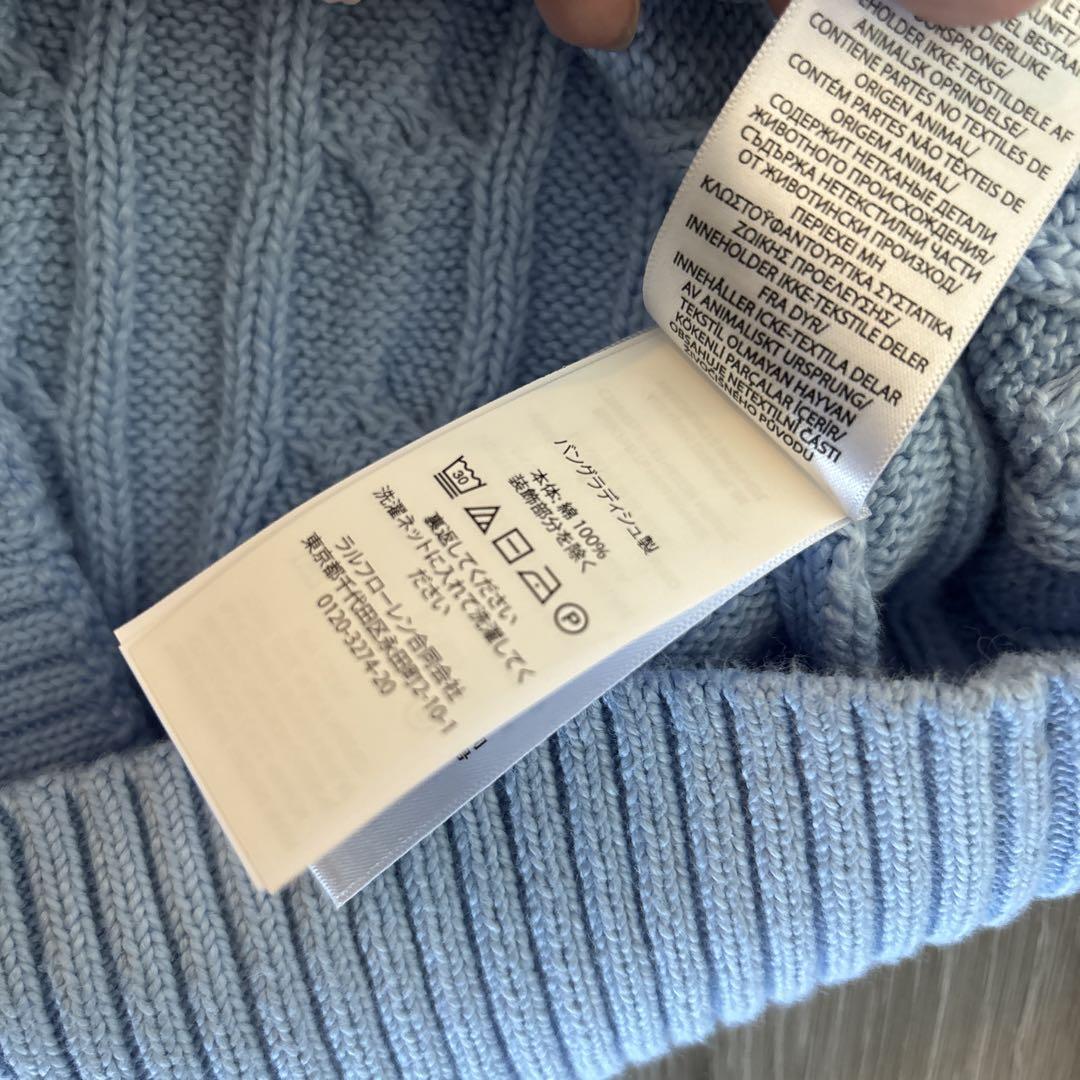 ANIMALSK OPRINDELSE/
CONTIENE PARTES NO TEXTILES DE
ORIGEN ANIMAL/
CONTÉM PARTES NÃO TÊXTEIS DE
ORIGEM ANIMAL/
СОДЕРЖИТ НЕТКАНЫЕ ДЕТАЛИ
ЖИВОТНОГО ПРОИСХОЖДЕНИЯ/
СЪДЪРЖА НЕТЕКСТИЛНИ ЧАСТИ
ОТ ЖИВОТИНСКИ ПРОИЗХОД/
ΠΕΡΙΕΧΕΙ ΜΗ
ΚΛΩΣΤΟΫΦΑΝΤΟΥΡΓΙΚΑ ΣΥΣΤΑΤΙΚΑ
ΖΩΙΚΗΣ ΠΡΟΕΛΕΥΣΗΣ/
INNEHOLDER IKKE-TEKSTILE DELER
FRA DYR/
INNEHÅLLER ICKE-TEXTILA DELAR
AV ANIMALISKT URSPRUNG/
TEKSTİL OLMAYAN HAYVAN
KÖKENLİ PARÇALAR İÇERİR/
OBSAHUJE NETEXTILNÍ ČÁSTI
ŽIVOČIŠNÉHO PŮVODU
バングラディシュ製
本体: 綿 100%
装飾部分を除く
30
P
裏返してください
洗濯ネットに入れて洗濯してく
ださい
ラルフローレン合同会社
東京都千代田区永田町2-10-1
0120-3274-20